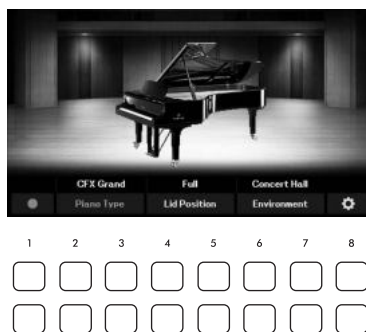 CFX Grand Full Concert Hall
Piano Type Lid Position Environment
1 2 3 4 5 6 7 8